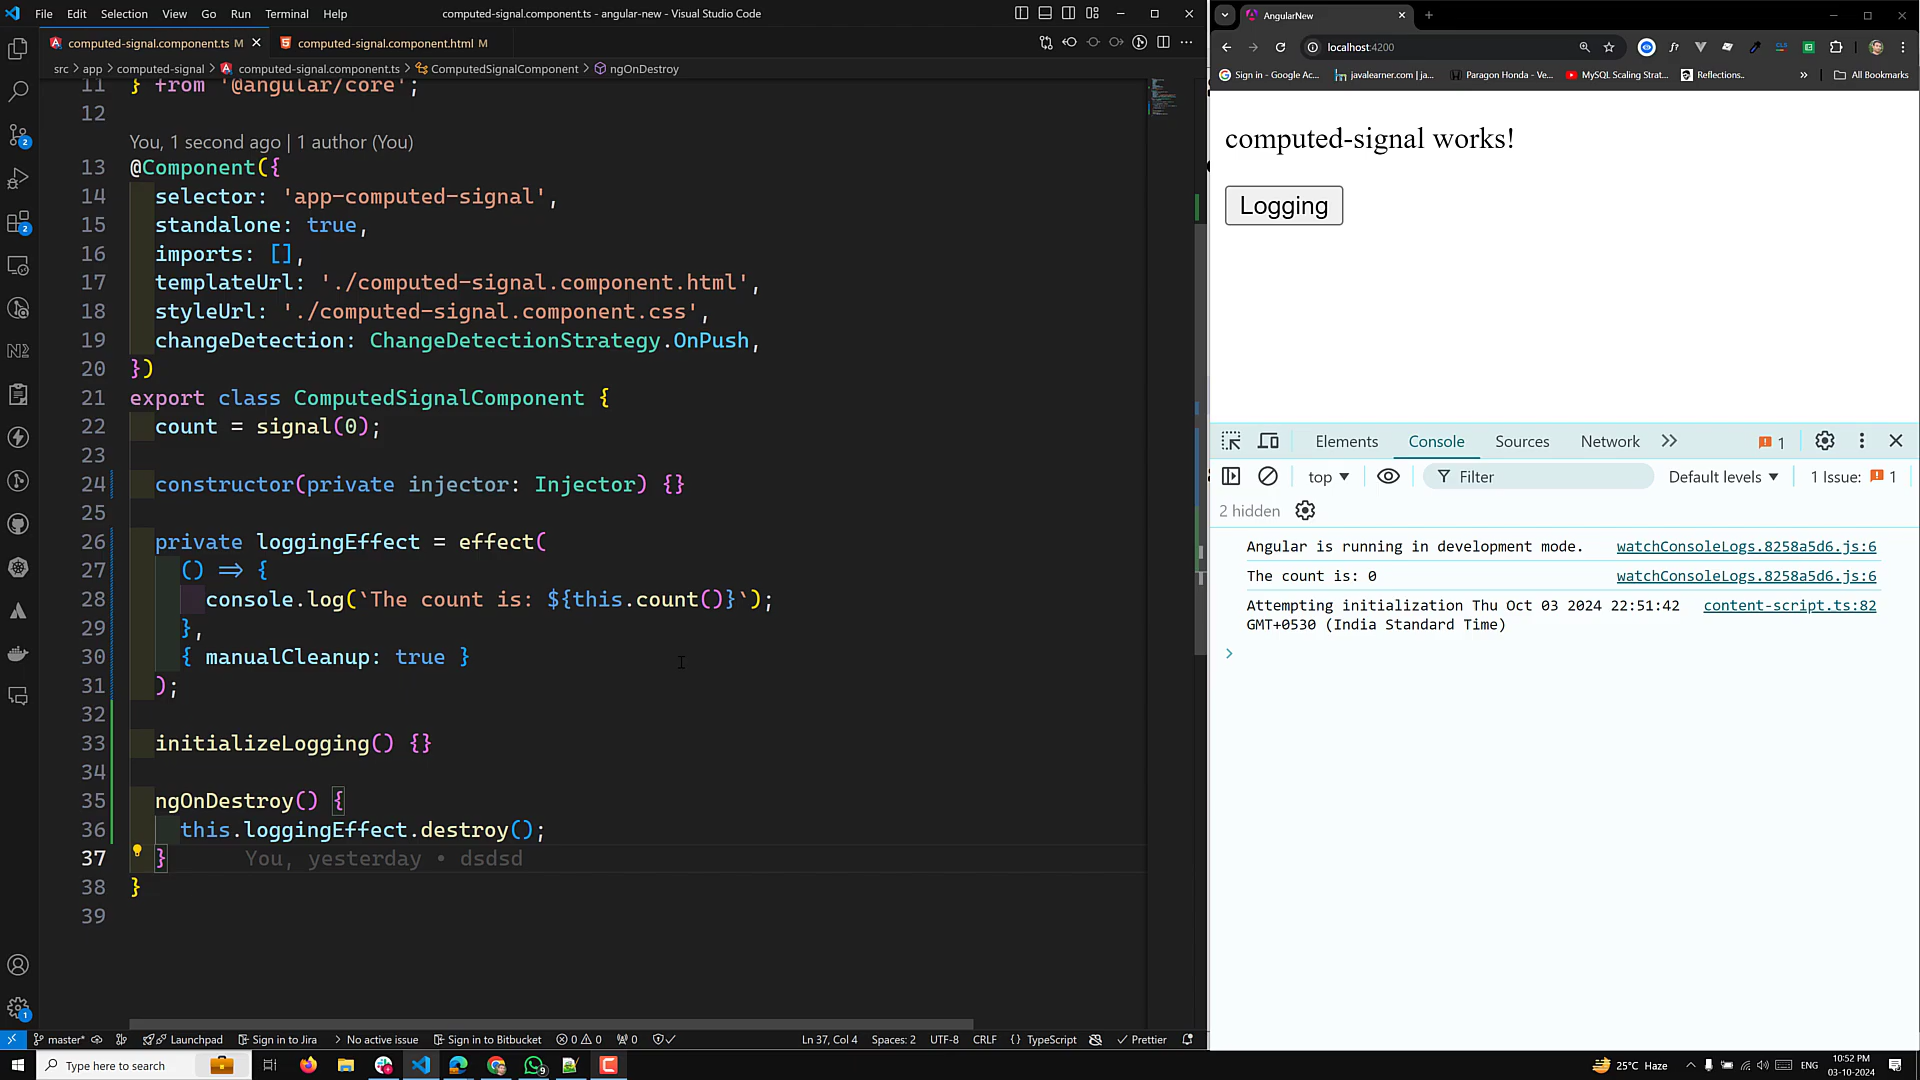 File Edit Selection View Go Run Terminal Help
computed-signal.component.ts - angular-new - Visual Studio Code
computed-signal.component.ts M
computed-signal.component.html M
src > app > computed-signal > computed-signal.component.ts > ComputedSignalComponent > ngOnDestroy
11 } from '@angular/core';
12
You, 1 second ago | 1 author (You)
13 @Component({
14 selector: 'app-computed-signal',
15 standalone: true,
16 imports: [],
17 templateUrl: './computed-signal.component.html',
18 styleUrl: './computed-signal.component.css',
19 changeDetection: ChangeDetectionStrategy.OnPush,
20 })
21 export class ComputedSignalComponent {
22 count = signal(0);
23
24 constructor(private injector: Injector) {}
25
26 private loggingEffect = effect(
27 () => {
28 console.log(`The count is: ${this.count()}`);
29 },
30 { manualCleanup: true }
31 );
32
33 initializeLogging() {}
34
35 ngOnDestroy() {
36 this.loggingEffect.destroy();
37 } You, yesterday • dsdsd
38 }
39
master* Launchpad Sign in to Jira No active issue Sign in to Bitbucket 0 0 0 Ln 37, Col 4 Spaces: 2 UTF-8 CRLF {} TypeScript Prettier
AngularNew
localhost:4200
Sign in - Google Ac... javalearner.com | ja... Paragon Honda - Ve... MySQL Scaling Strat... Reflections.. » All Bookmarks
computed-signal works!
Logging
Elements Console Sources Network » 1
top Filter Default levels 1 Issue: 1
2 hidden
Angular is running in development mode. watchConsoleLogs.8258a5d6.js:6
The count is: 0 watchConsoleLogs.8258a5d6.js:6
Attempting initialization Thu Oct 03 2024 22:51:42 content-script.ts:82
GMT+0530 (India Standard Time)
Type here to search
25°C Haze ENG 10:52 PM
03-10-2024